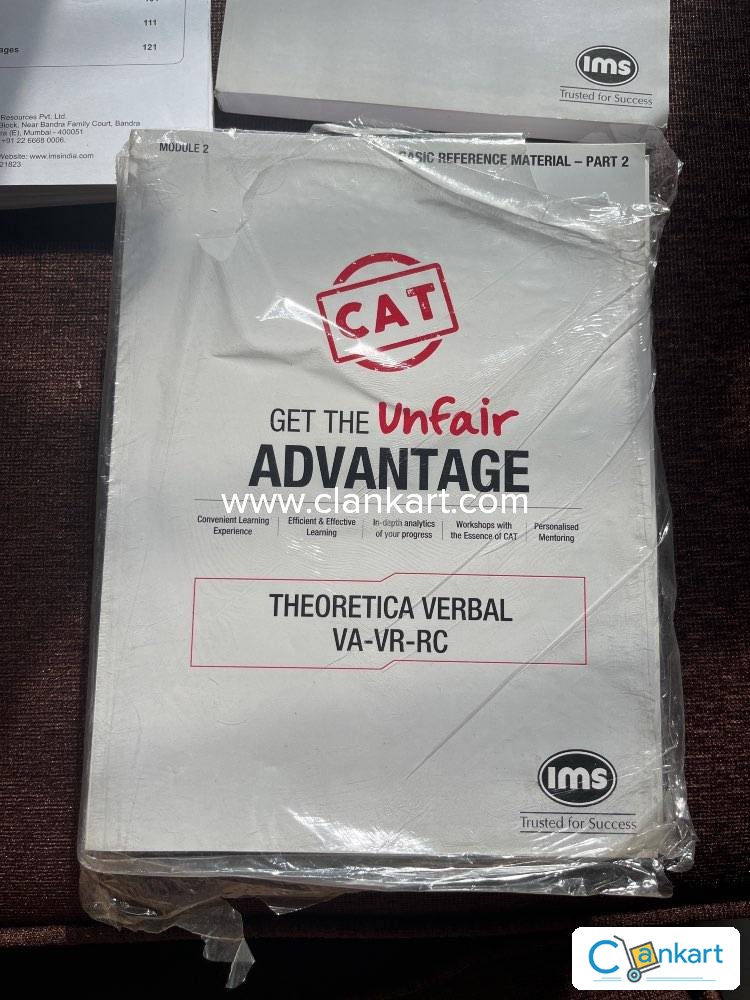 111
121
Resources Pvt. Ltd.
Block, Near Bandra Family Court, Bandra
(E), Mumbai - 400051
+91 22 6668 0006.
Website: www.imsindia.com
21823
ims
Trusted for Success
MODULE 2
BASIC REFERENCE MATERIAL – PART 2
CAT
GET THE Unfair
ADVANTAGE
www.clankart.com
Convenient Learning Experience
Efficient & Effective Learning
In-depth analytics of your progress
Workshops with the Essence of CAT
Personalised Mentoring
THEORETICA VERBAL
VA-VR-RC
ims
Trusted for Success
Clankart